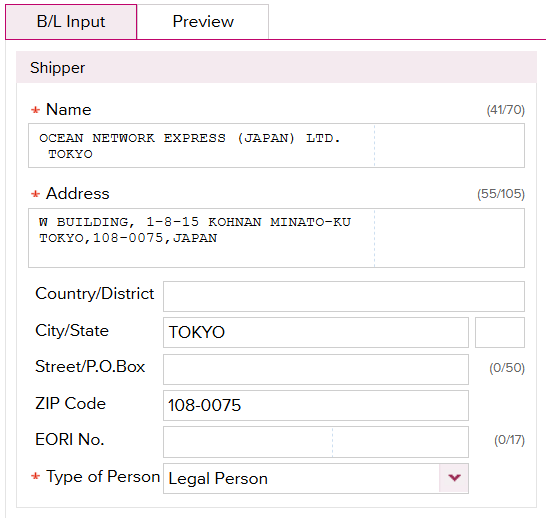 B/L Input Preview
Shipper
* Name (41/70)
OCEAN NETWORK EXPRESS (JAPAN) LTD.
TOKYO
* Address (55/105)
W BUILDING, 1-8-15 KOHNAN MINATO-KU
TOKYO,108-0075,JAPAN
Country/District
City/State TOKYO
Street/P.O.Box (0/50)
ZIP Code 108-0075
EORI No. (0/17)
* Type of Person Legal Person